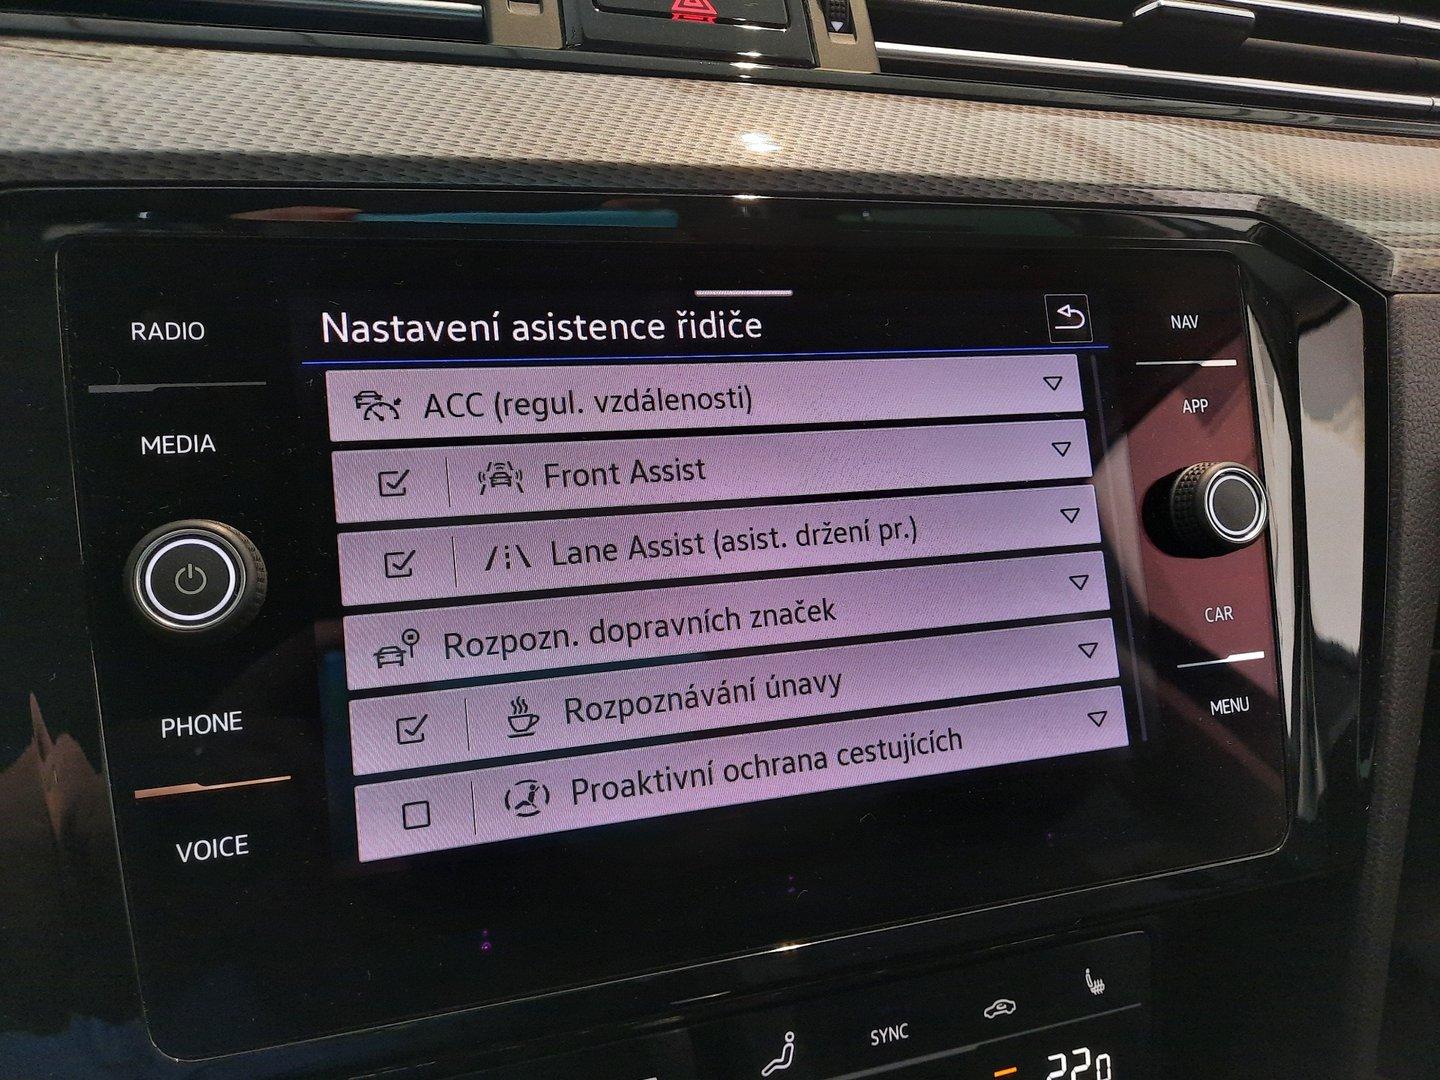 RADIO
MEDIA
PHONE
VOICE
Nastavení asistence řidiče
ACC (regul. vzdálenosti)
Front Assist
Lane Assist (asist. držení pr.)
Rozpozn. dopravních značek
Rozpoznávání únavy
Proaktivní ochrana cestujících
NAV
APP
CAR
MENU
SYNC
220